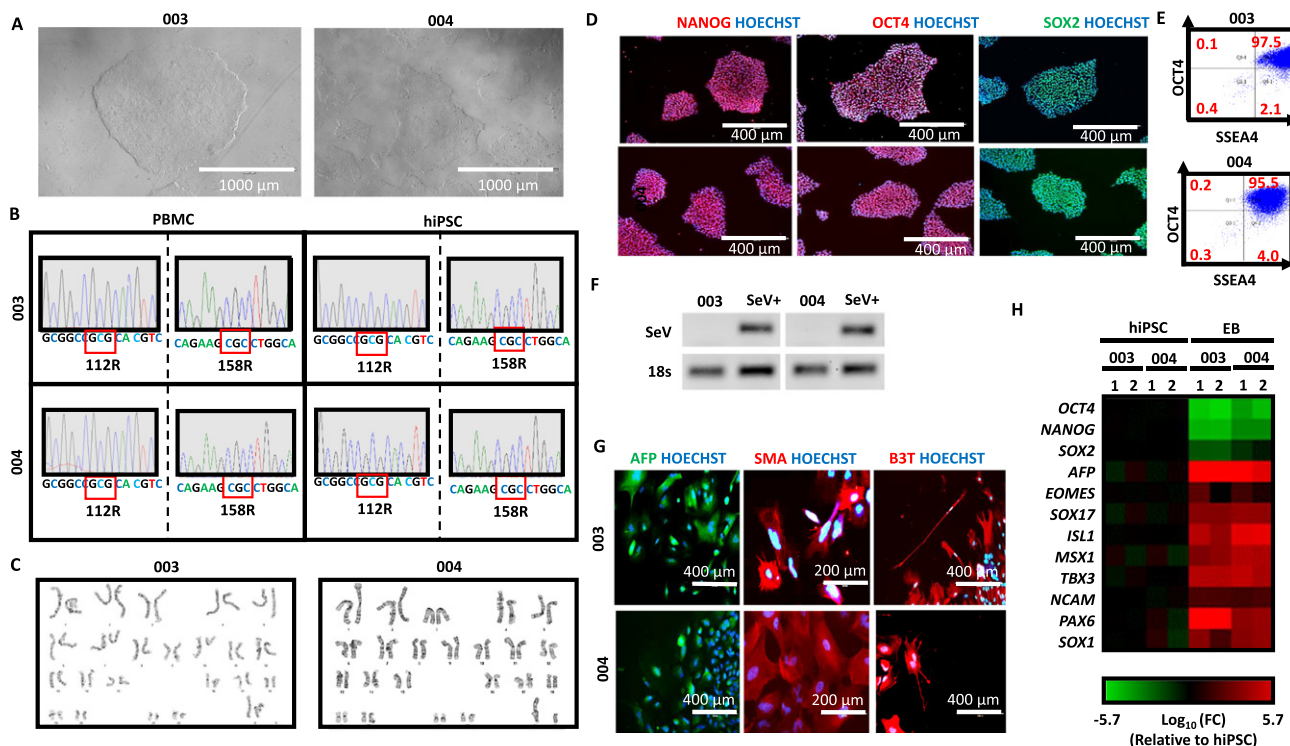 A
003
004
1000 µm
1000 µm
B
PBMC
hiPSC
003
GCGGCCGCGCACGTC
CAGAAGCGCCTGGCA
GCGGCCGCGCACGTC
CAGAAGCGCCTGGCA
112R
158R
112R
158R
004
GCGGCCGCGCACGTC
CAGAAGCGCCTGGCA
GCGGCCGCGCACGTC
CAGAAGCGCCTGGCA
112R
158R
112R
158R
C
003
004
D
NANOG HOECHST
OCT4 HOECHST
SOX2 HOECHST
400 µm
400 µm
400 µm
400 µm
400 µm
400 µm
E
003
0.1
97.5
OCT4
0.4
2.1
SSEA4
004
0.2
95.5
OCT4
0.3
4.0
SSEA4
F
003
SeV+
004
SeV+
SeV
18s
G
AFP HOECHST
SMA HOECHST
B3T HOECHST
003
400 µm
200 µm
400 µm
004
400 µm
200 µm
400 µm
H
hiPSC
EB
003 004 003 004
1 2 1 2 1 2 1 2
OCT4
NANOG
SOX2
AFP
EOMES
SOX17
ISL1
MSX1
TBX3
NCAM
PAX6
SOX1
-5.7
Log10 (FC)
5.7
(Relative to hiPSC)